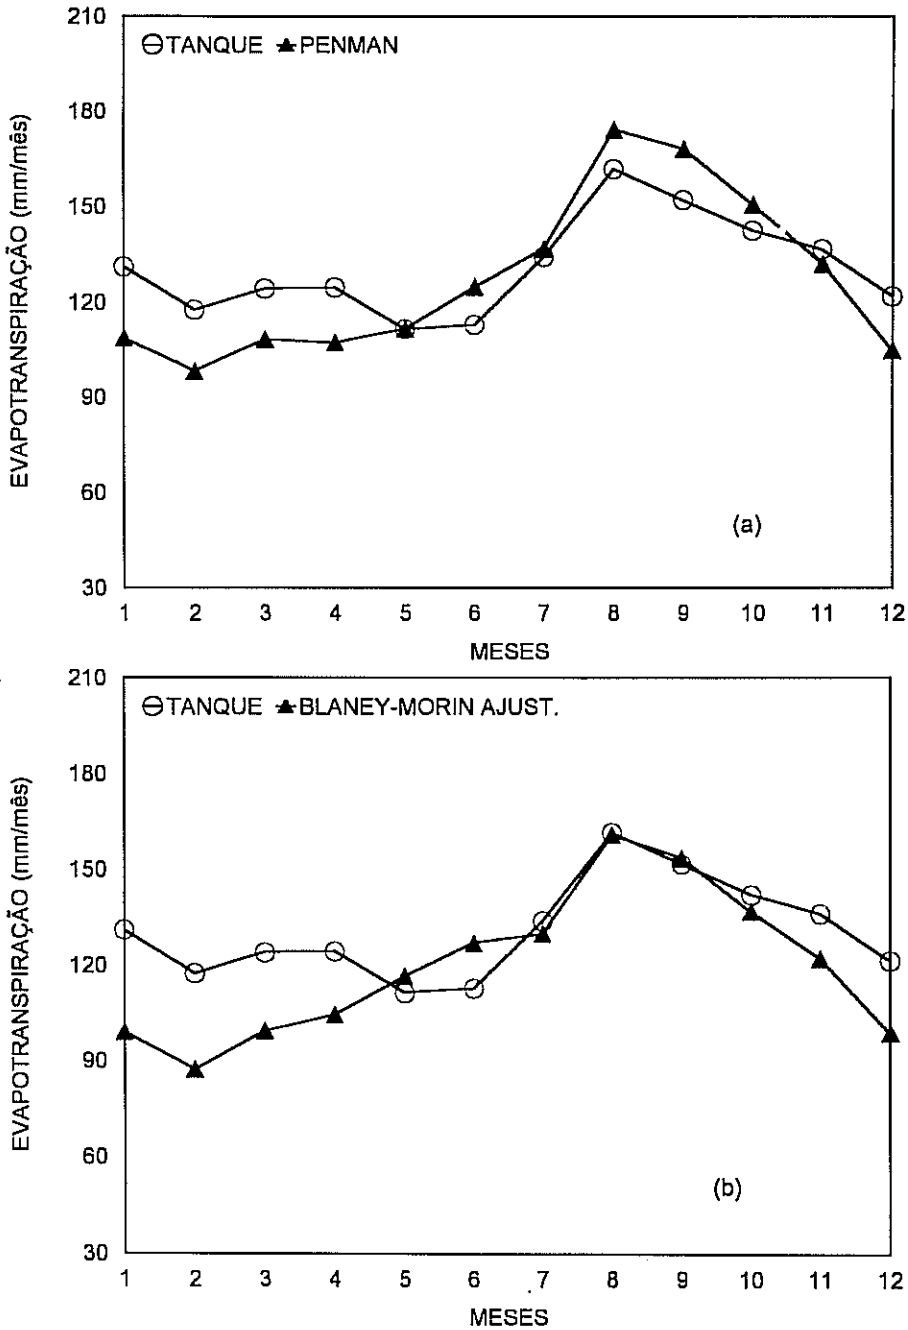 210
180
150
120
90
60
30
EVAPOTRANSPIRAÇÃO (mm/mês)
TANQUE PENMAN
(a)
1 2 3 4 5 6 7 8 9 10 11 12
MESES
210
180
150
120
90
60
30
EVAPOTRANSPIRAÇÃO (mm/mês)
TANQUE BLANEY-MORIN AJUST.
(b)
1 2 3 4 5 6 7 8 9 10 11 12
MESES